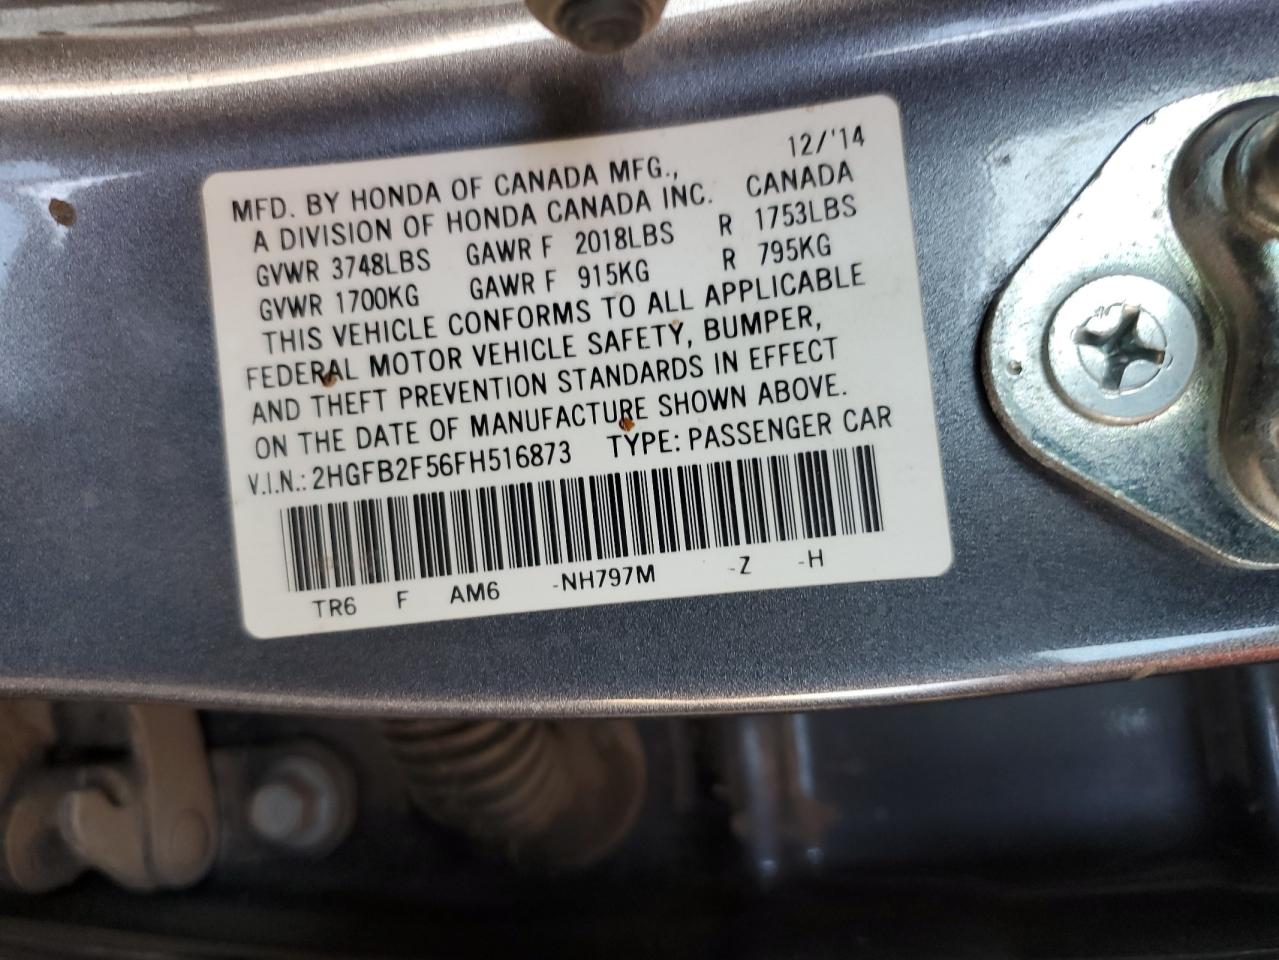 12/'14
MFD. BY HONDA OF CANADA MFG.,
A DIVISION OF HONDA CANADA INC. CANADA
GVWR 3748LBS GAWR F 2018LBS R 1753LBS
GVWR 1700KG GAWR F 915KG R 795KG
THIS VEHICLE CONFORMS TO ALL APPLICABLE
FEDERAL MOTOR VEHICLE SAFETY, BUMPER,
AND THEFT PREVENTION STANDARDS IN EFFECT
ON THE DATE OF MANUFACTURE SHOWN ABOVE.
V.I.N.: 2HGFB2F56FH516873 TYPE: PASSENGER CAR
TR6 F AM6 -NH797M -Z -H